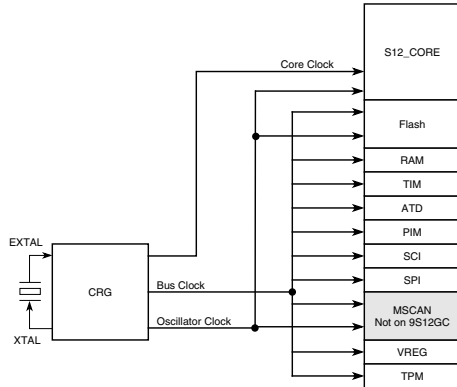 S12_CORE
Core Clock
Flash
RAM
TIM
ATD
PIM
EXTAL
SCI
CRG
Bus Clock
SPI
MSCAN
Not on 9S12GC
Oscillator Clock
XTAL
VREG
TPM